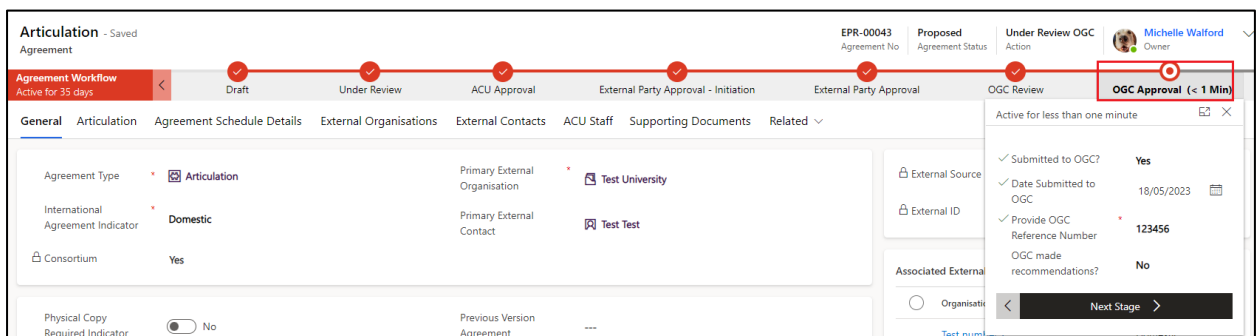 Articulation - Saved
Agreement
EPR-00043
Agreement No
Proposed
Agreement Status
Under Review OGC
Action
Michelle Walford
Owner
Agreement Workflow
Active for 35 days
Draft
Under Review
ACU Approval
External Party Approval - Initiation
External Party Approval
OGC Review
OGC Approval (< 1 Min)
General Articulation Agreement Schedule Details External Organisations External Contacts ACU Staff Supporting Documents Related
Active for less than one minute
Agreement Type * Articulation
Primary External * Test University
Organisation
International *
Agreement Indicator
Domestic
Primary External
Contact
Test Test
Consortium Yes
External Source
External ID
Submitted to OGC? Yes
Date Submitted to
OGC
18/05/2023
Provide OGC *
Reference Number
123456
OGC made
recommendations?
No
Next Stage
Associated External
Physical Copy
Required Indicator
No
Previous Version
Agreement
---